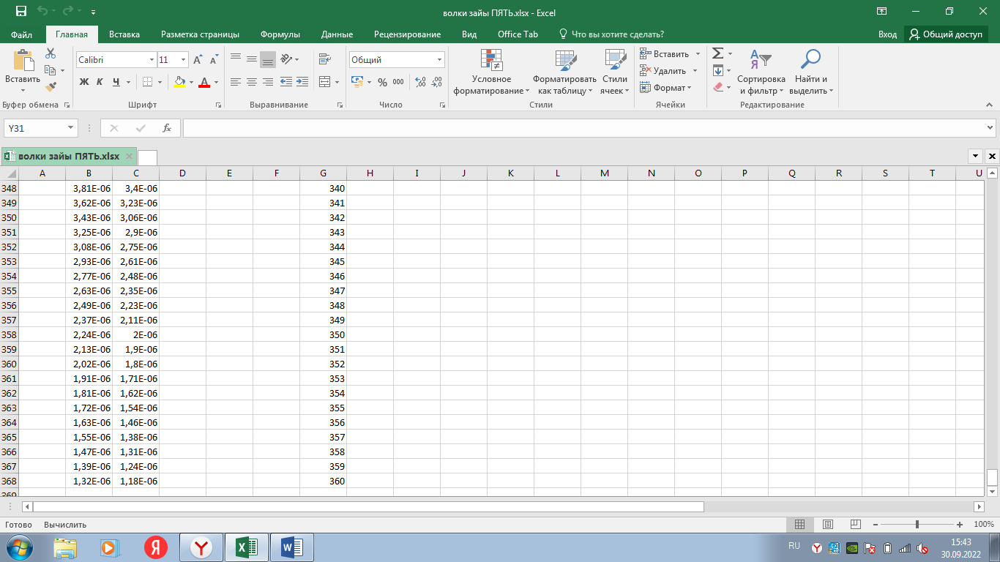 волки зайы ПЯТЬ.xlsx - Excel
Файл Главная Вставка Разметка страницы Формулы Данные Рецензирование Вид Office Tab Что вы хотите сделать? Вход Общий доступ
Вставить
Calibri 11
Ж К Ч
А
Общий
% 000
Условное форматирование
Форматировать как таблицу
Стили ячеек
Вставить
Удалить
Формат
Сортировка и фильтр
Найти и выделить
Буфер обмена Шрифт Выравнивание Число Стили Ячейки Редактирование
Y31 fx
волки зайы ПЯТЬ.xlsx
A B C D E F G H I J K L M N O P Q R S T U
348 3,81E-06 3,4E-06 340
349 3,62E-06 3,23E-06 341
350 3,43E-06 3,06E-06 342
351 3,25E-06 2,9E-06 343
352 3,08E-06 2,75E-06 344
353 2,93E-06 2,61E-06 345
354 2,77E-06 2,48E-06 346
355 2,63E-06 2,35E-06 347
356 2,49E-06 2,23E-06 348
357 2,37E-06 2,11E-06 349
358 2,24E-06 2E-06 350
359 2,13E-06 1,9E-06 351
360 2,02E-06 1,8E-06 352
361 1,91E-06 1,71E-06 353
362 1,81E-06 1,62E-06 354
363 1,72E-06 1,54E-06 355
364 1,63E-06 1,46E-06 356
365 1,55E-06 1,38E-06 357
366 1,47E-06 1,31E-06 358
367 1,39E-06 1,24E-06 359
368 1,32E-06 1,18E-06 360
369
Готово Вычислить 100%
RU 15:43
30.09.2022